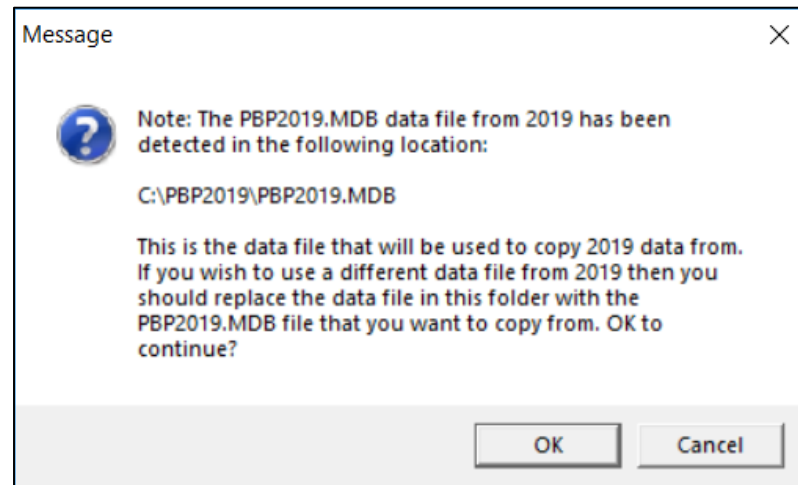 Message
Note: The PBP2019.MDB data file from 2019 has been
detected in the following location:
C:\PBP2019\PBP2019.MDB
This is the data file that will be used to copy 2019 data from.
If you wish to use a different data file from 2019 then you
should replace the data file in this folder with the
PBP2019.MDB file that you want to copy from. OK to
continue?
OK Cancel